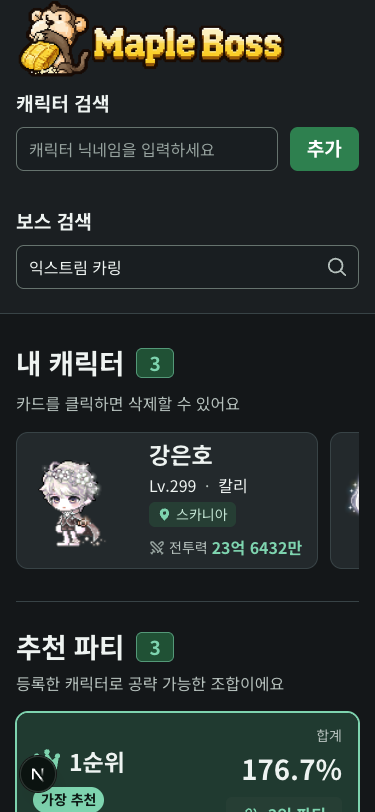 Maple Boss
캐릭터 검색
캐릭터 닉네임을 입력하세요
추가
보스 검색
익스트림 카링
내 캐릭터 3
카드를 클릭하면 삭제할 수 있어요
강은호
Lv.299 · 칼리
스카니아
전투력 23억 6432만
추천 파티 3
등록한 캐릭터로 공략 가능한 조합이에요
합계
1순위
176.7%
N
가장 추천